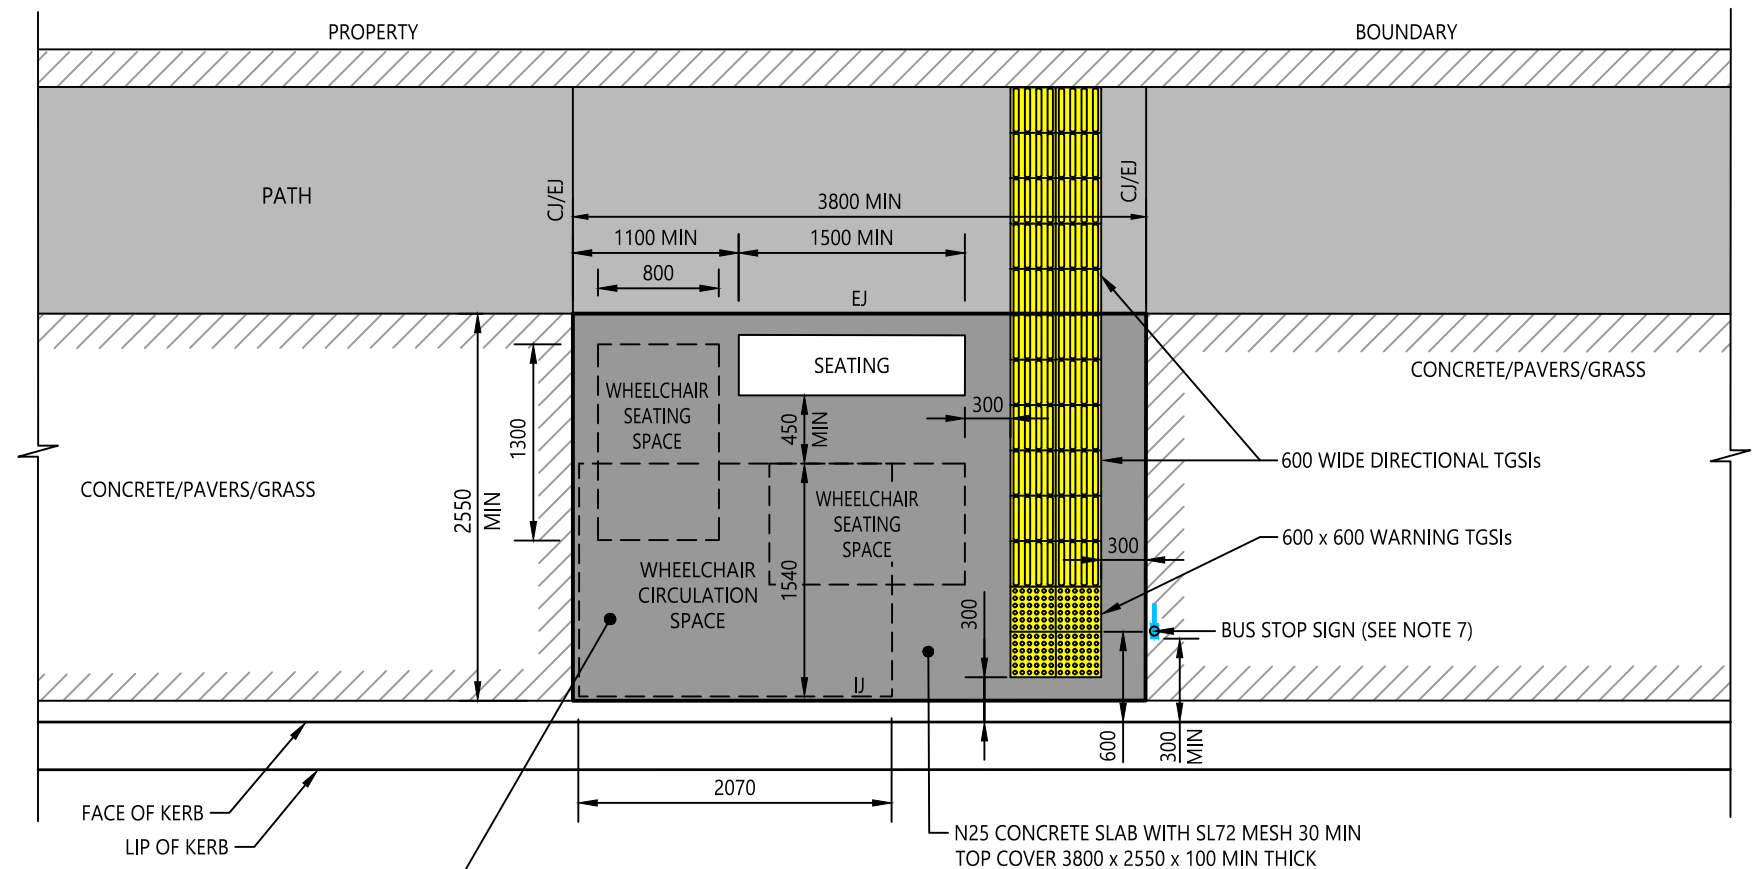 PROPERTY
BOUNDARY
PATH
CJ/EJ
CJ/EJ
3800 MIN
1100 MIN
1500 MIN
800
EJ
SEATING
CONCRETE/PAVERS/GRASS
WHEELCHAIR
SEATING
SPACE
300
450
MIN
1300
600 WIDE DIRECTIONAL TGSIs
CONCRETE/PAVERS/GRASS
2550
MIN
WHEELCHAIR
SEATING
SPACE
600 x 600 WARNING TGSIs
300
WHEELCHAIR
CIRCULATION
SPACE
1540
300
BUS STOP SIGN (SEE NOTE 7)
IJ
600
300
MIN
2070
FACE OF KERB
LIP OF KERB
N25 CONCRETE SLAB WITH SL72 MESH 30 MIN
TOP COVER 3800 x 2550 x 100 MIN THICK